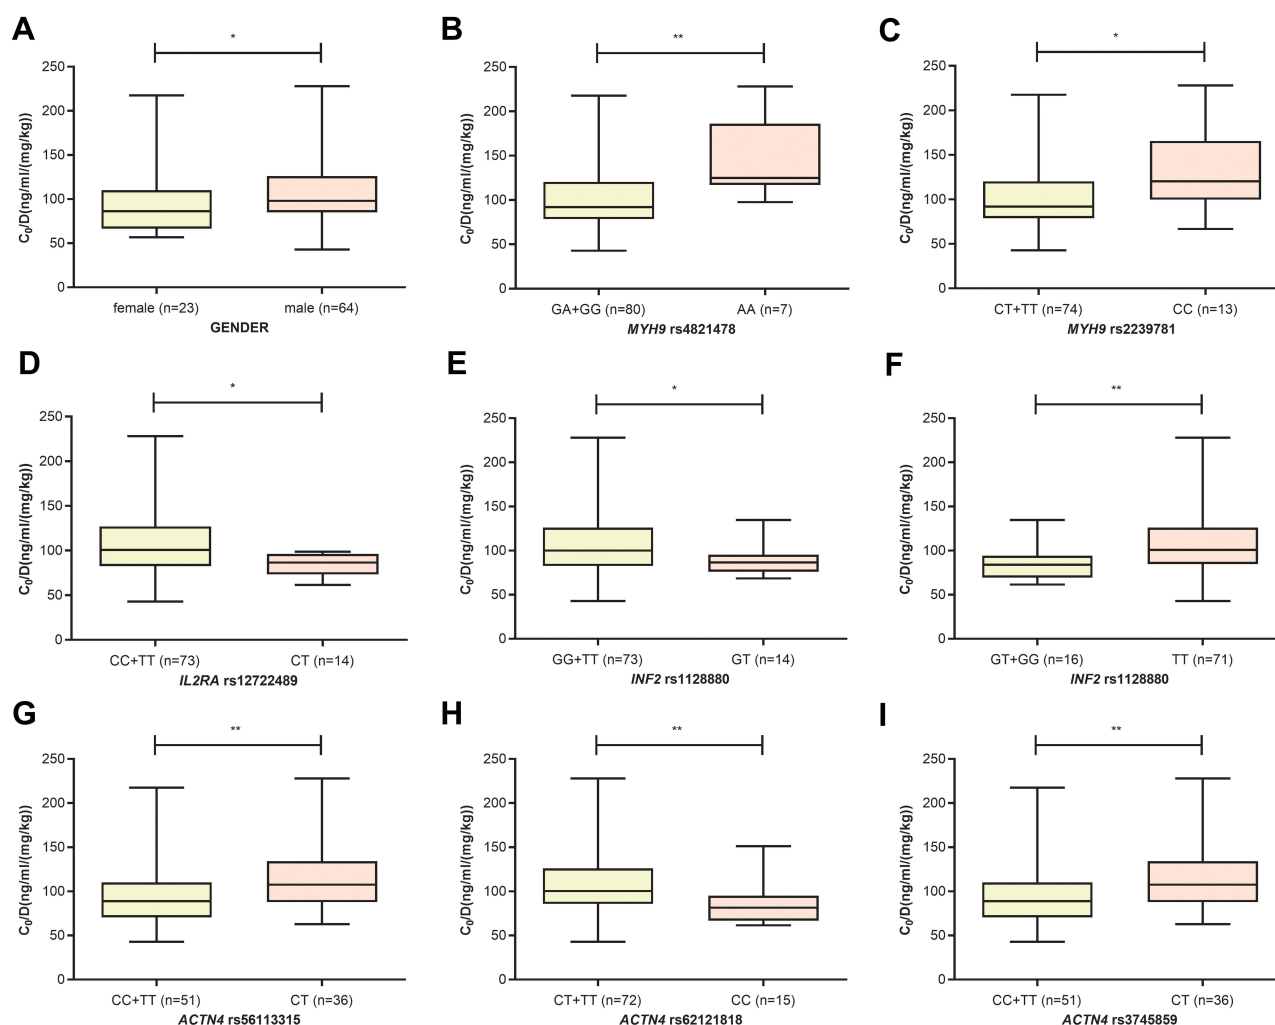 A
*
C0/D(ng/ml/(mg/kg))
250
200
150
100
50
0
female (n=23)
male (n=64)
GENDER
B
**
C0/D(ng/ml/(mg/kg))
250
200
150
100
50
0
GA+GG (n=80)
AA (n=7)
MYH9 rs4821478
C
*
C0/D(ng/ml/(mg/kg))
250
200
150
100
50
0
CT+TT (n=74)
CC (n=13)
MYH9 rs2239781
D
*
C0/D(ng/ml/(mg/kg))
250
200
150
100
50
0
CC+TT (n=73)
CT (n=14)
IL2RA rs12722489
E
*
C0/D(ng/ml/(mg/kg))
250
200
150
100
50
0
GG+TT (n=73)
GT (n=14)
INF2 rs1128880
F
**
C0/D(ng/ml/(mg/kg))
250
200
150
100
50
0
GT+GG (n=16)
TT (n=71)
INF2 rs1128880
G
**
C0/D(ng/ml/(mg/kg))
250
200
150
100
50
0
CC+TT (n=51)
CT (n=36)
ACTN4 rs56113315
H
**
C0/D(ng/ml/(mg/kg))
250
200
150
100
50
0
CT+TT (n=72)
CC (n=15)
ACTN4 rs62121818
I
**
C0/D(ng/ml/(mg/kg))
250
200
150
100
50
0
CC+TT (n=51)
CT (n=36)
ACTN4 rs3745859